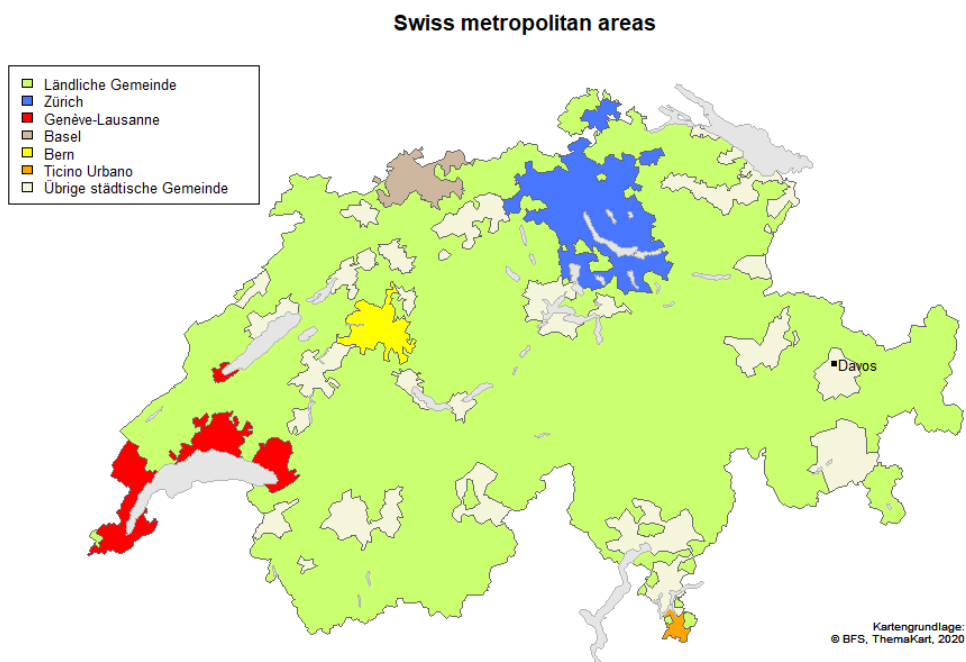 Swiss metropolitan areas
Ländliche Gemeinde
Zürich
Genève-Lausanne
Basel
Bern
Ticino Urbano
Übrige städtische Gemeinde
Davos
Kartengrundlage:
© BFS, ThemaKart, 2020